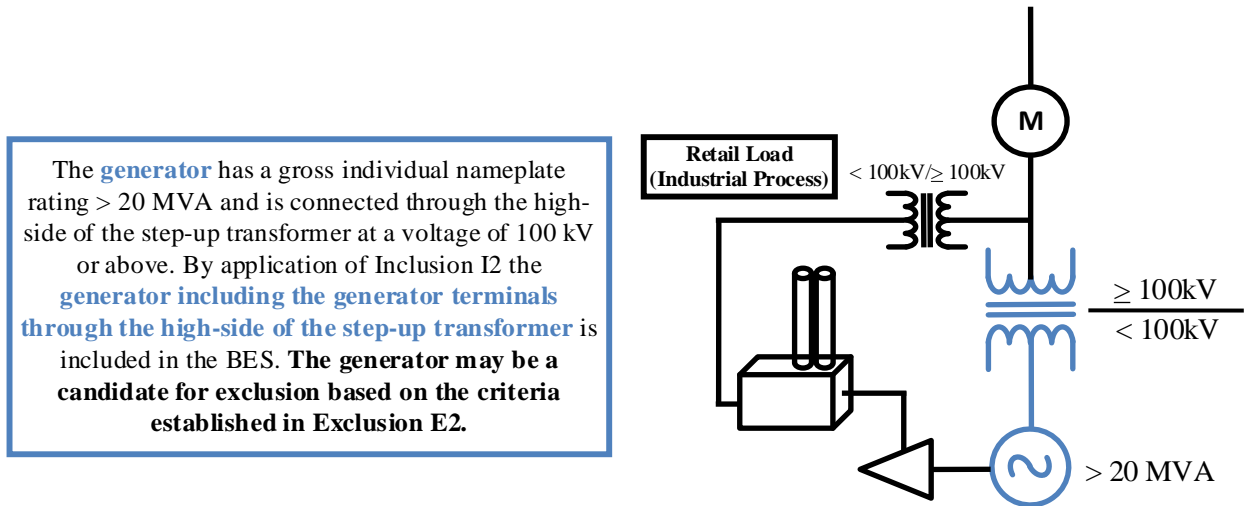 The generator has a gross individual nameplate
rating > 20 MVA and is connected through the high-
side of the step-up transformer at a voltage of 100 kV
or above. By application of Inclusion I2 the
generator including the generator terminals
through the high-side of the step-up transformer is
included in the BES. The generator may be a
candidate for exclusion based on the criteria
established in Exclusion E2.
M
Retail Load
(Industrial Process)
< 100kV/≥ 100kV
≥ 100kV
< 100kV
> 20 MVA